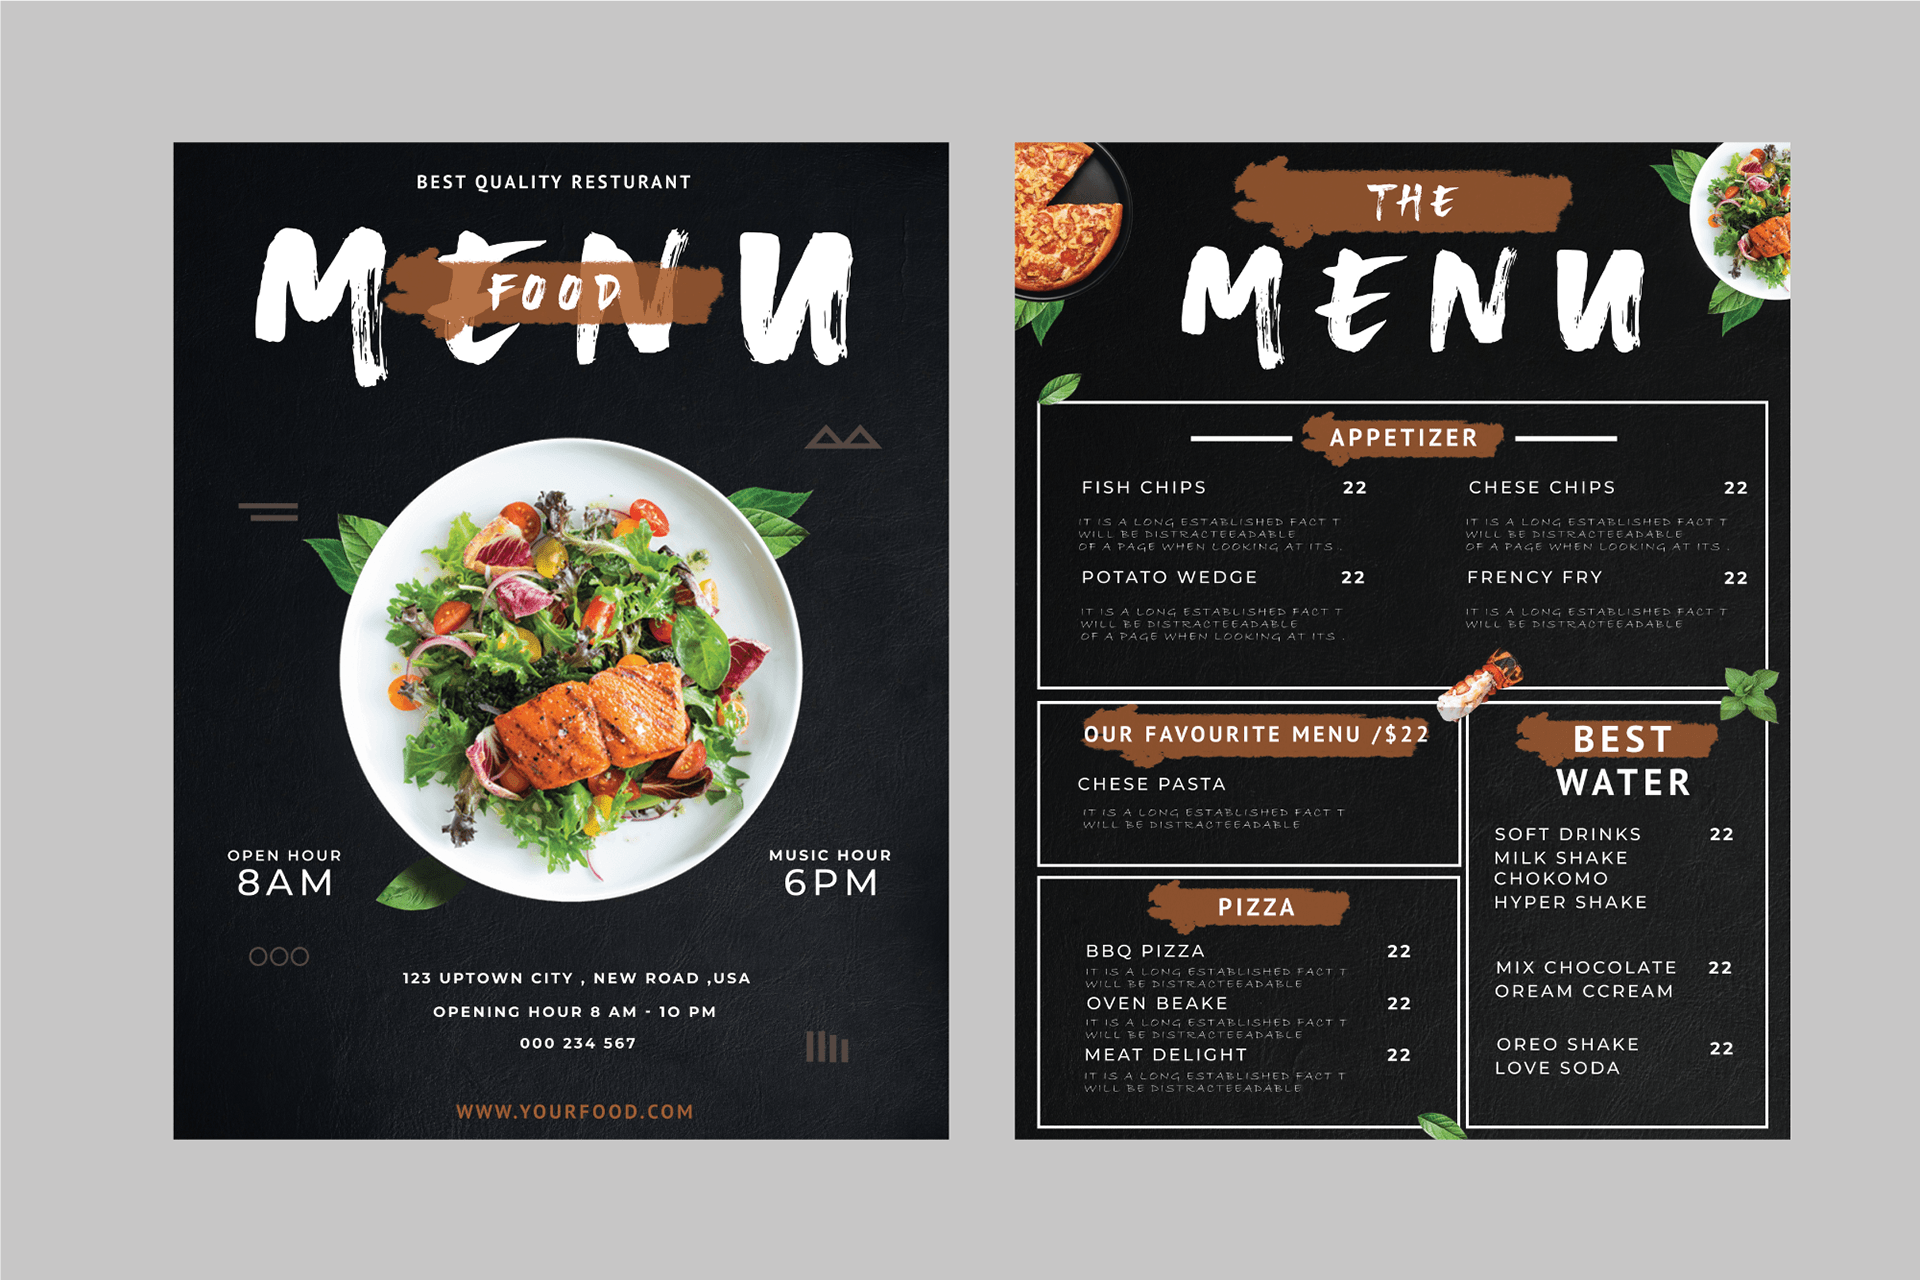 BEST QUALITY RESTURANT
MENU
FOOD
OPEN HOUR
8AM
MUSIC HOUR
6PM
123 UPTOWN CITY , NEW ROAD ,USA
OPENING HOUR 8 AM - 10 PM
000 234 567
WWW.YOURFOOD.COM
THE
MENU
APPETIZER
FISH CHIPS 22
IT IS A LONG ESTABLISHED FACT T
WILL BE DISTRACTEEADABLE
OF A PAGE WHEN LOOKING AT ITS .
POTATO WEDGE 22
IT IS A LONG ESTABLISHED FACT T
WILL BE DISTRACTEEADABLE
OF A PAGE WHEN LOOKING AT ITS .
CHESE CHIPS 22
IT IS A LONG ESTABLISHED FACT T
WILL BE DISTRACTEEADABLE
OF A PAGE WHEN LOOKING AT ITS .
FRENCY FRY 22
IT IS A LONG ESTABLISHED FACT T
WILL BE DISTRACTEEADABLE
OUR FAVOURITE MENU /$22
CHESE PASTA
IT IS A LONG ESTABLISHED FACT T
WILL BE DISTRACTEEADABLE
PIZZA
BBQ PIZZA 22
IT IS A LONG ESTABLISHED FACT T
WILL BE DISTRACTEEADABLE
OVEN BEAKE 22
IT IS A LONG ESTABLISHED FACT T
WILL BE DISTRACTEEADABLE
MEAT DELIGHT 22
IT IS A LONG ESTABLISHED FACT T
WILL BE DISTRACTEEADABLE
BEST
WATER
SOFT DRINKS 22
MILK SHAKE
CHOKOMO
HYPER SHAKE
MIX CHOCOLATE 22
OREAM CCREAM
OREO SHAKE 22
LOVE SODA